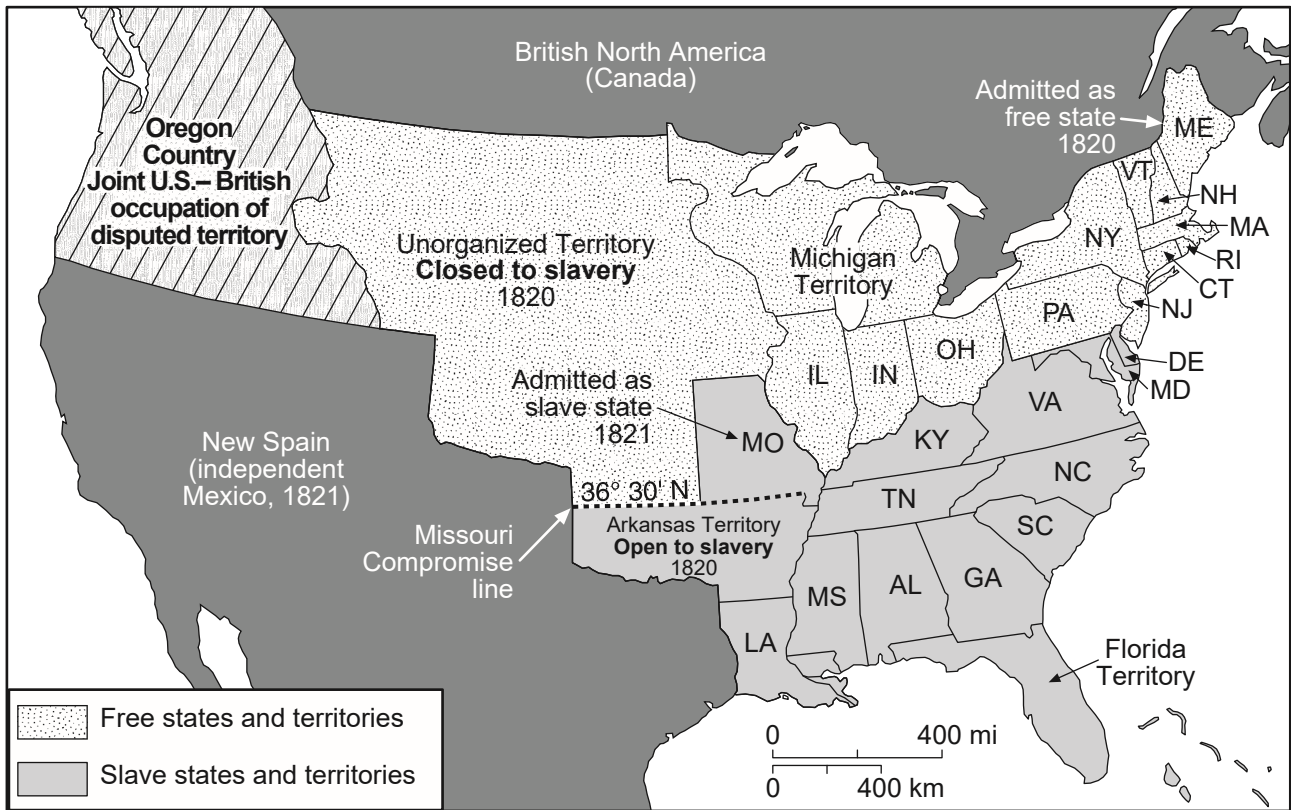 British North America
(Canada)
Admitted as
free state
1820
ME
Oregon
Country
Joint U.S.– British
occupation of
disputed territory
VT
NH
MA
NY
RI
CT
Unorganized Territory
Closed to slavery
1820
Michigan
Territory
PA
NJ
OH
IL
IN
DE
MD
Admitted as
slave state
1821
VA
MO
KY
New Spain
(independent
Mexico, 1821)
NC
36° 30' N
TN
Missouri
Compromise
line
Arkansas Territory
Open to slavery
1820
SC
MS
AL
GA
LA
Florida
Territory
Free states and territories
Slave states and territories
0 400 mi
0 400 km